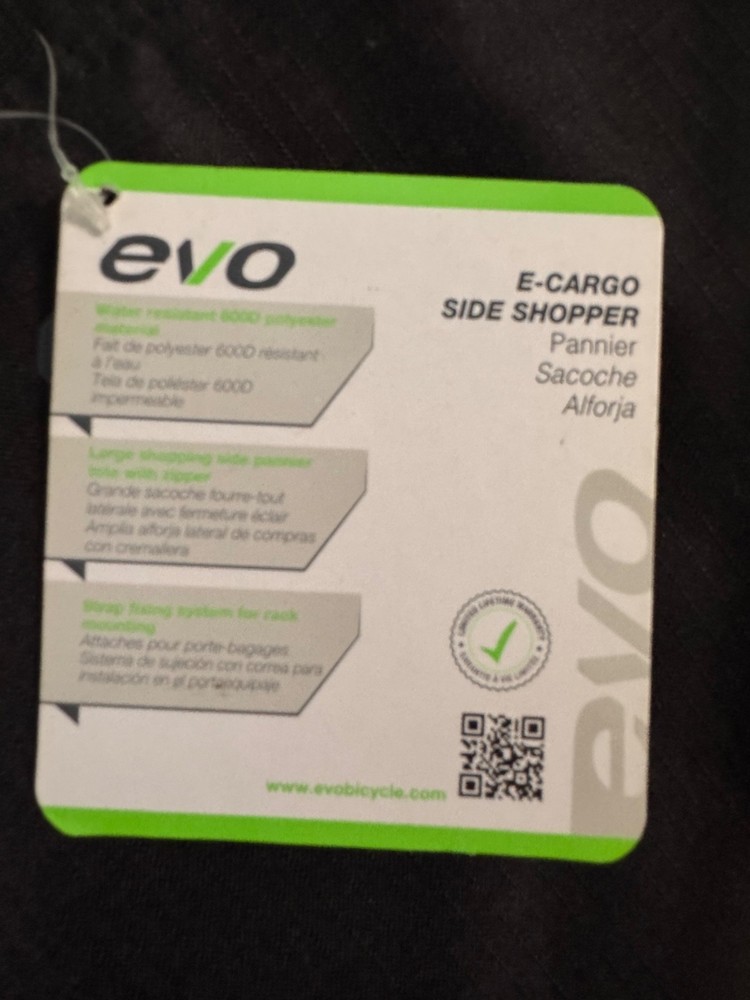 evo
E-CARGO
SIDE SHOPPER
Pannier
Sacoche
Alforja
Water resistant 600D polyester
material
Fait de polyester 600D résistant
à l'eau
Tela de poliéster 600D
impermeable
Large shopping side pannier
tote with zipper
Grande sacoche fourre-tout
latérale avec fermeture éclair
Amplia alforja lateral de compras
con cremallera
Strap fixing system for rack
mounting
Attaches pour porte-bagages
Sistema de sujeción con correa para
instalación en el portaequipaje
LIMITED LIFETIME WARRANTY
GARANTIE À VIE LIMITÉE
evo
www.evobicycle.com